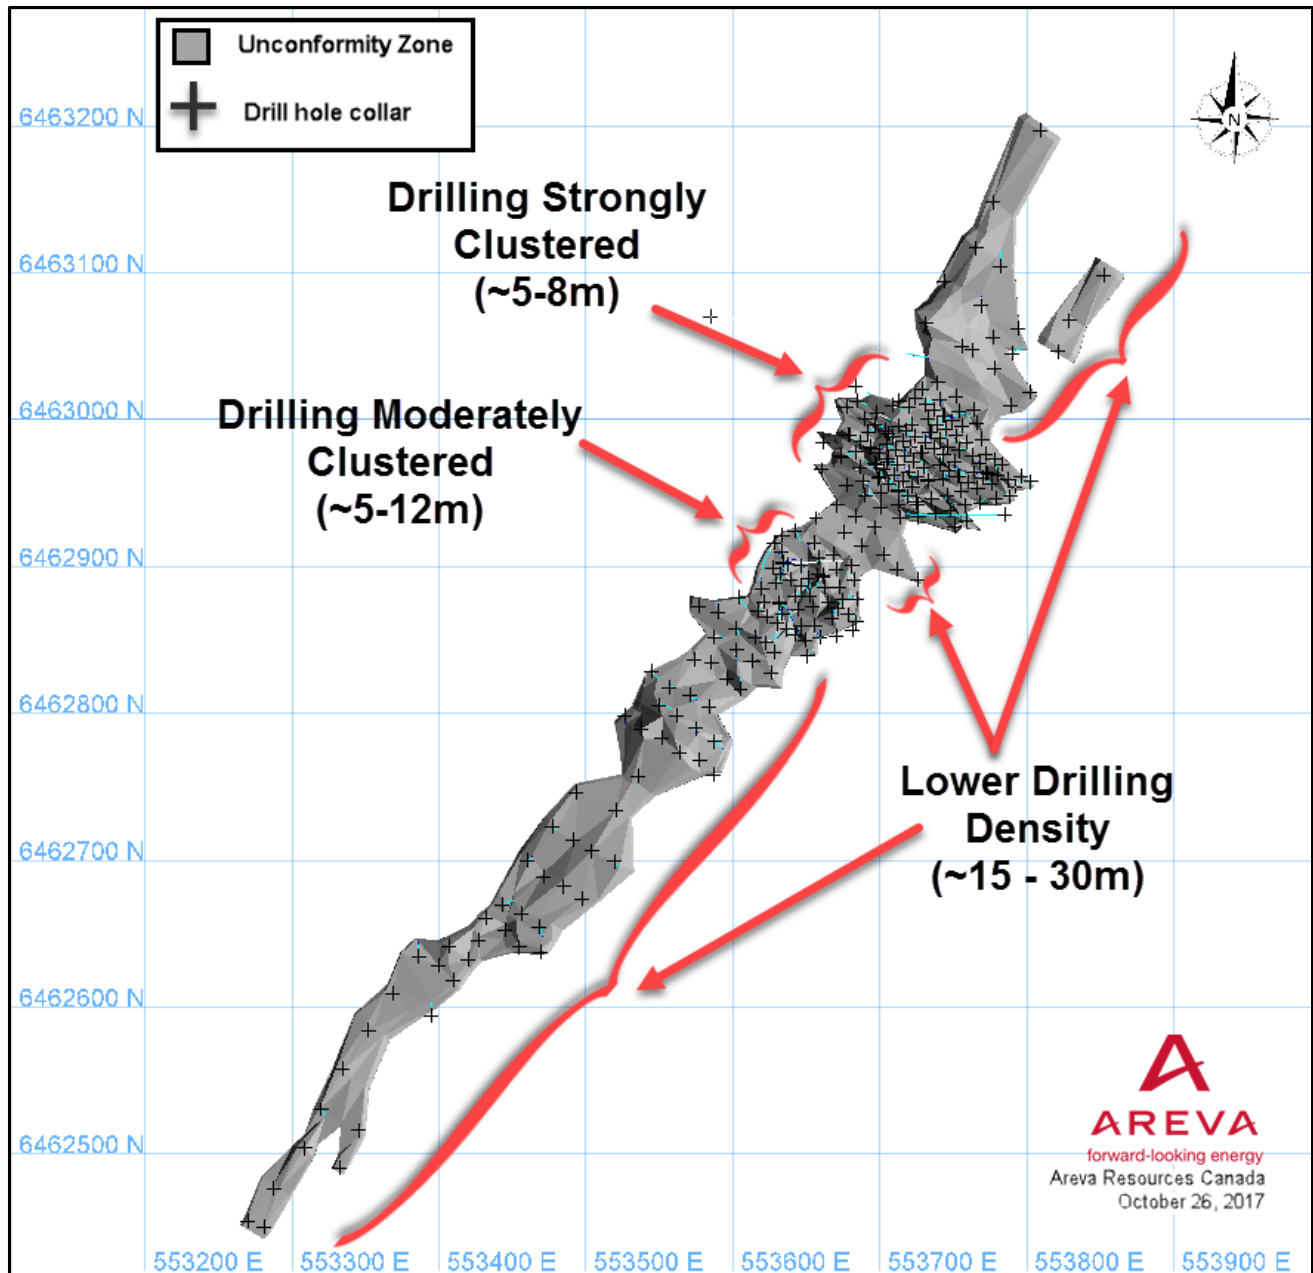 Unconformity Zone
Drill hole collar
N
6463200 N
Drilling Strongly
Clustered
(~5-8m)
6463100 N
6463000 N
Drilling Moderately
Clustered
(~5-12m)
6462900 N
6462800 N
Lower Drilling
Density
(~15 - 30m)
6462700 N
6462600 N
6462500 N
AREVA
forward-looking energy
Areva Resources Canada
October 26, 2017
553200 E
553300 E
553400 E
553500 E
553600 E
553700 E
553800 E
553900 E